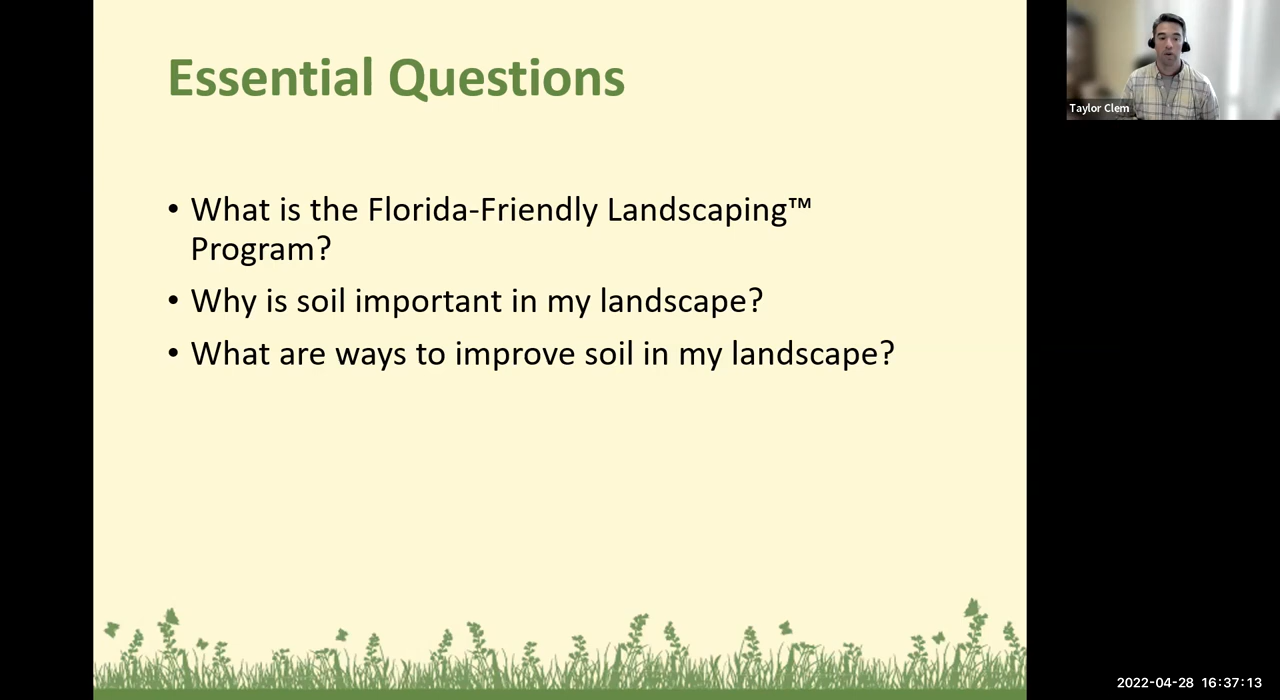 Essential Questions
• What is the Florida-Friendly Landscaping™
Program?
• Why is soil important in my landscape?
• What are ways to improve soil in my landscape?
Taylor Clem
2022-04-28 16:37:13